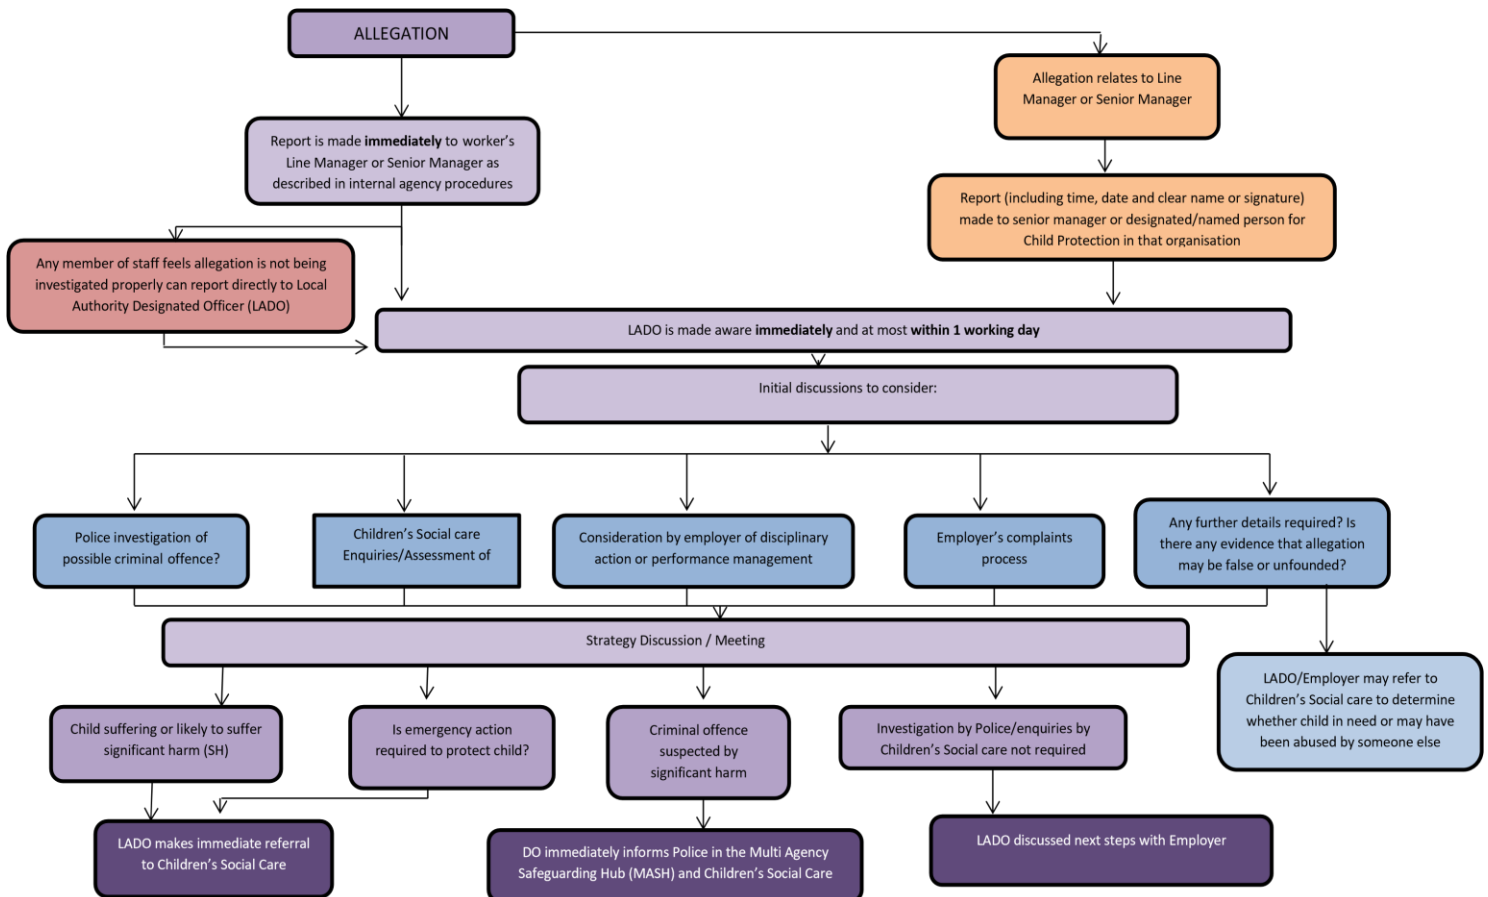 ALLEGATION
Allegation relates to Line
Manager or Senior Manager
Report is made immediately to worker's
Line Manager or Senior Manager as
described in internal agency procedures
Report (including time, date and clear name or signature)
made to senior manager or designated/named person for
Child Protection in that organisation
Any member of staff feels allegation is not being
investigated properly can report directly to Local
Authority Designated Officer (LADO)
LADO is made aware immediately and at most within 1 working day
Initial discussions to consider:
Police investigation of
possible criminal offence?
Children's Social care
Enquiries/Assessment of
Consideration by employer of disciplinary
action or performance management
Employer's complaints
process
Any further details required? Is
there any evidence that allegation
may be false or unfounded?
Strategy Discussion / Meeting
LADO/Employer may refer to
Children's Social care to determine
whether child in need or may have
been abused by someone else
Child suffering or likely to suffer
significant harm (SH)
Is emergency action
required to protect child?
Criminal offence
suspected by
significant harm
Investigation by Police/enquiries by
Children's Social care not required
LADO makes immediate referral
to Children's Social Care
DO immediately informs Police in the Multi Agency
Safeguarding Hub (MASH) and Children's Social Care
LADO discussed next steps with Employer